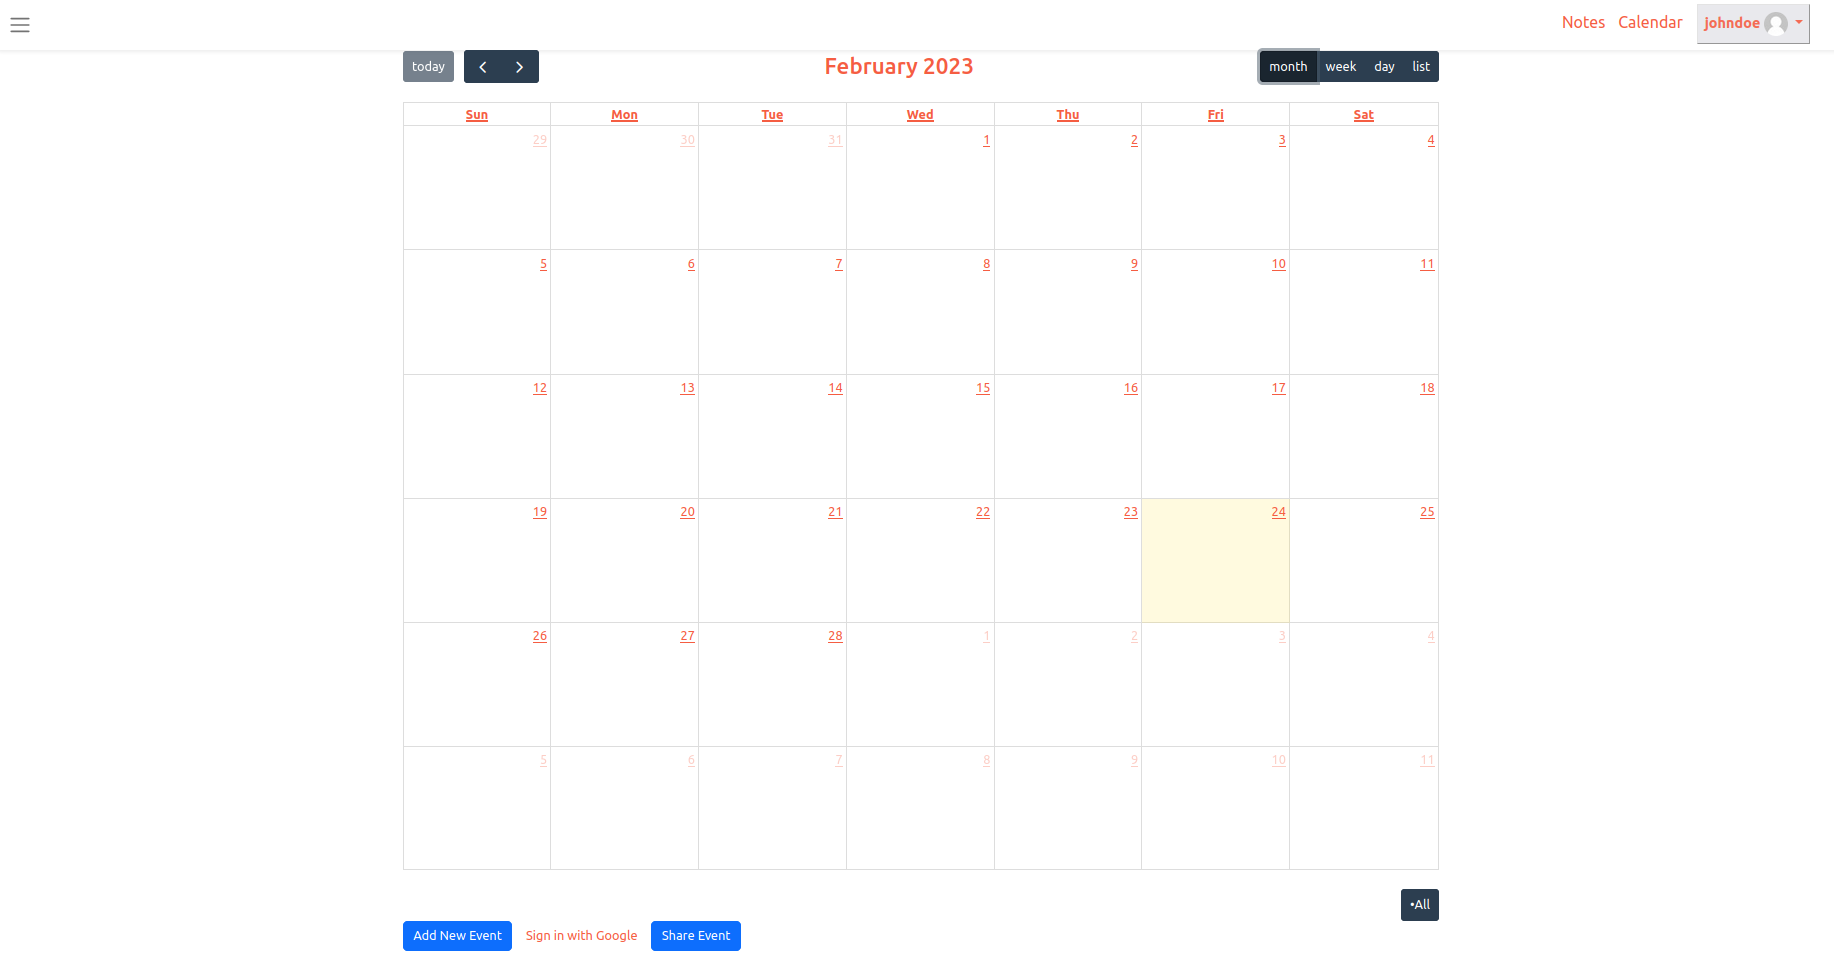 Notes Calendar johndoe
today February 2023 month week day list
Sun Mon Tue Wed Thu Fri Sat
29 30 31 1 2 3 4
5 6 7 8 9 10 11
12 13 14 15 16 17 18
19 20 21 22 23 24 25
26 27 28 1 2 3 4
5 6 7 8 9 10 11
•All
Add New Event Sign in with Google Share Event